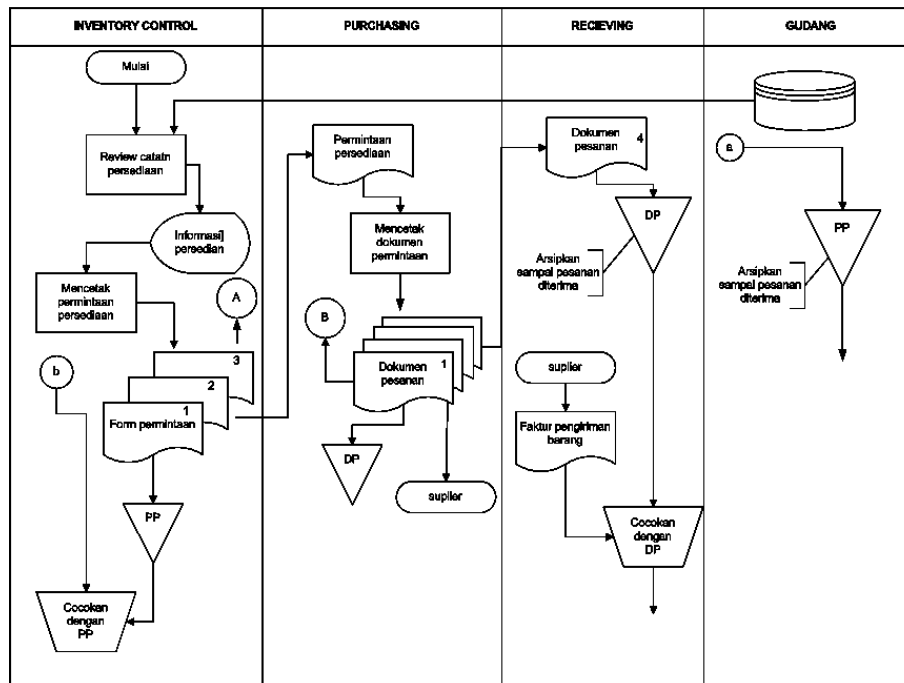 INVENTORY CONTROL
PURCHASING
RECIEVING
GUDANG
Mulai
Review catatn
persediaan
Informasi]
persedian
Mencetak
permintaan
persediaan
A
b
3
2
1
Form permintaan
PP
Cocokan
dengan
PP
Permintaan
persediaan
Mencetak
dokumen
permintaan
B
Dokumen
pesanan
1
DP
suplier
Dokumen
pesanan
4
DP
Arsipkan
sampai pesanan
diterima
suplier
Faktur pengiriman
barang
Cocokan
dengan
DP
a
PP
Arsipkan
sampai pesanan
diterima